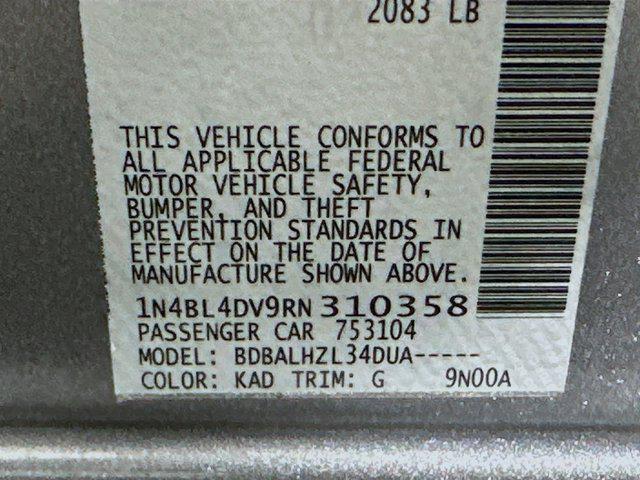 2083 LB
THIS VEHICLE CONFORMS TO
ALL APPLICABLE FEDERAL
MOTOR VEHICLE SAFETY,
BUMPER, AND THEFT
PREVENTION STANDARDS IN
EFFECT ON THE DATE OF
MANUFACTURE SHOWN ABOVE.
1N4BL4DV9RN 310358
PASSENGER CAR 753104
MODEL: BDBALHZL34DUA-----
COLOR: KAD TRIM: G 9N00A